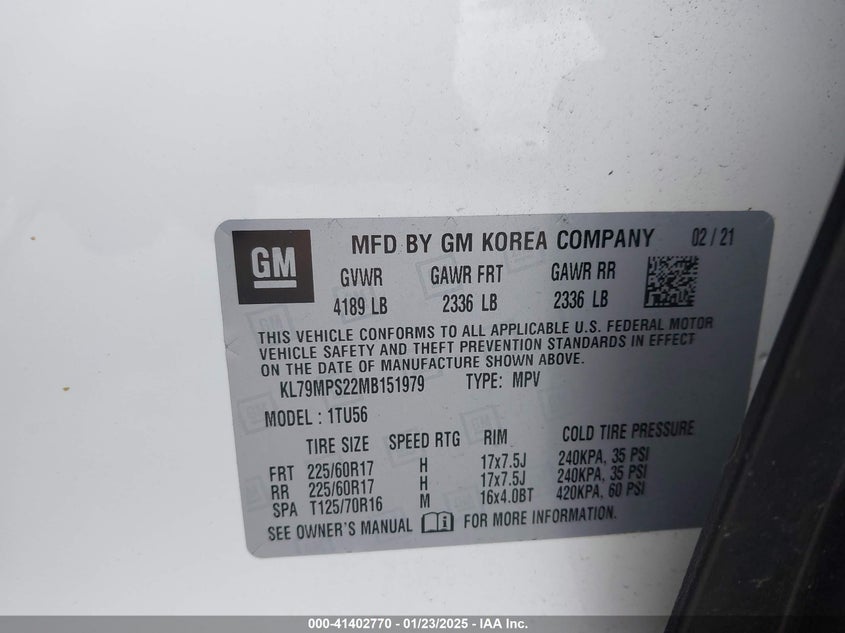 GM
MFD BY GM KOREA COMPANY 02 / 21
GVWR GAWR FRT GAWR RR
4189 LB 2336 LB 2336 LB
THIS VEHICLE CONFORMS TO ALL APPLICABLE U.S. FEDERAL MOTOR
VEHICLE SAFETY AND THEFT PREVENTION STANDARDS IN EFFECT
ON THE DATE OF MANUFACTURE SHOWN ABOVE.
KL79MPS22MB151979 TYPE: MPV
MODEL : 1TU56
TIRE SIZE SPEED RTG RIM COLD TIRE PRESSURE
FRT 225/60R17 H 17x7.5J 240KPA, 35 PSI
RR 225/60R17 H 17x7.5J 240KPA, 35 PSI
SPA T125/70R16 M 16x4.0BT 420KPA, 60 PSI
SEE OWNER'S MANUAL i FOR MORE INFORMATION.
000-41402770 - 01/23/2025 - IAA Inc.